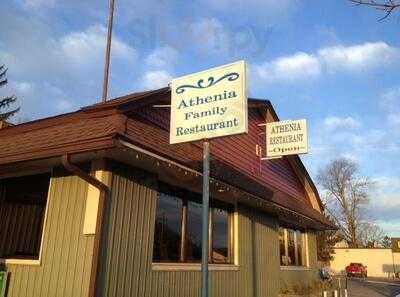 Athenia
Family
Restaurant
ATHENIA
RESTAURANT
Open